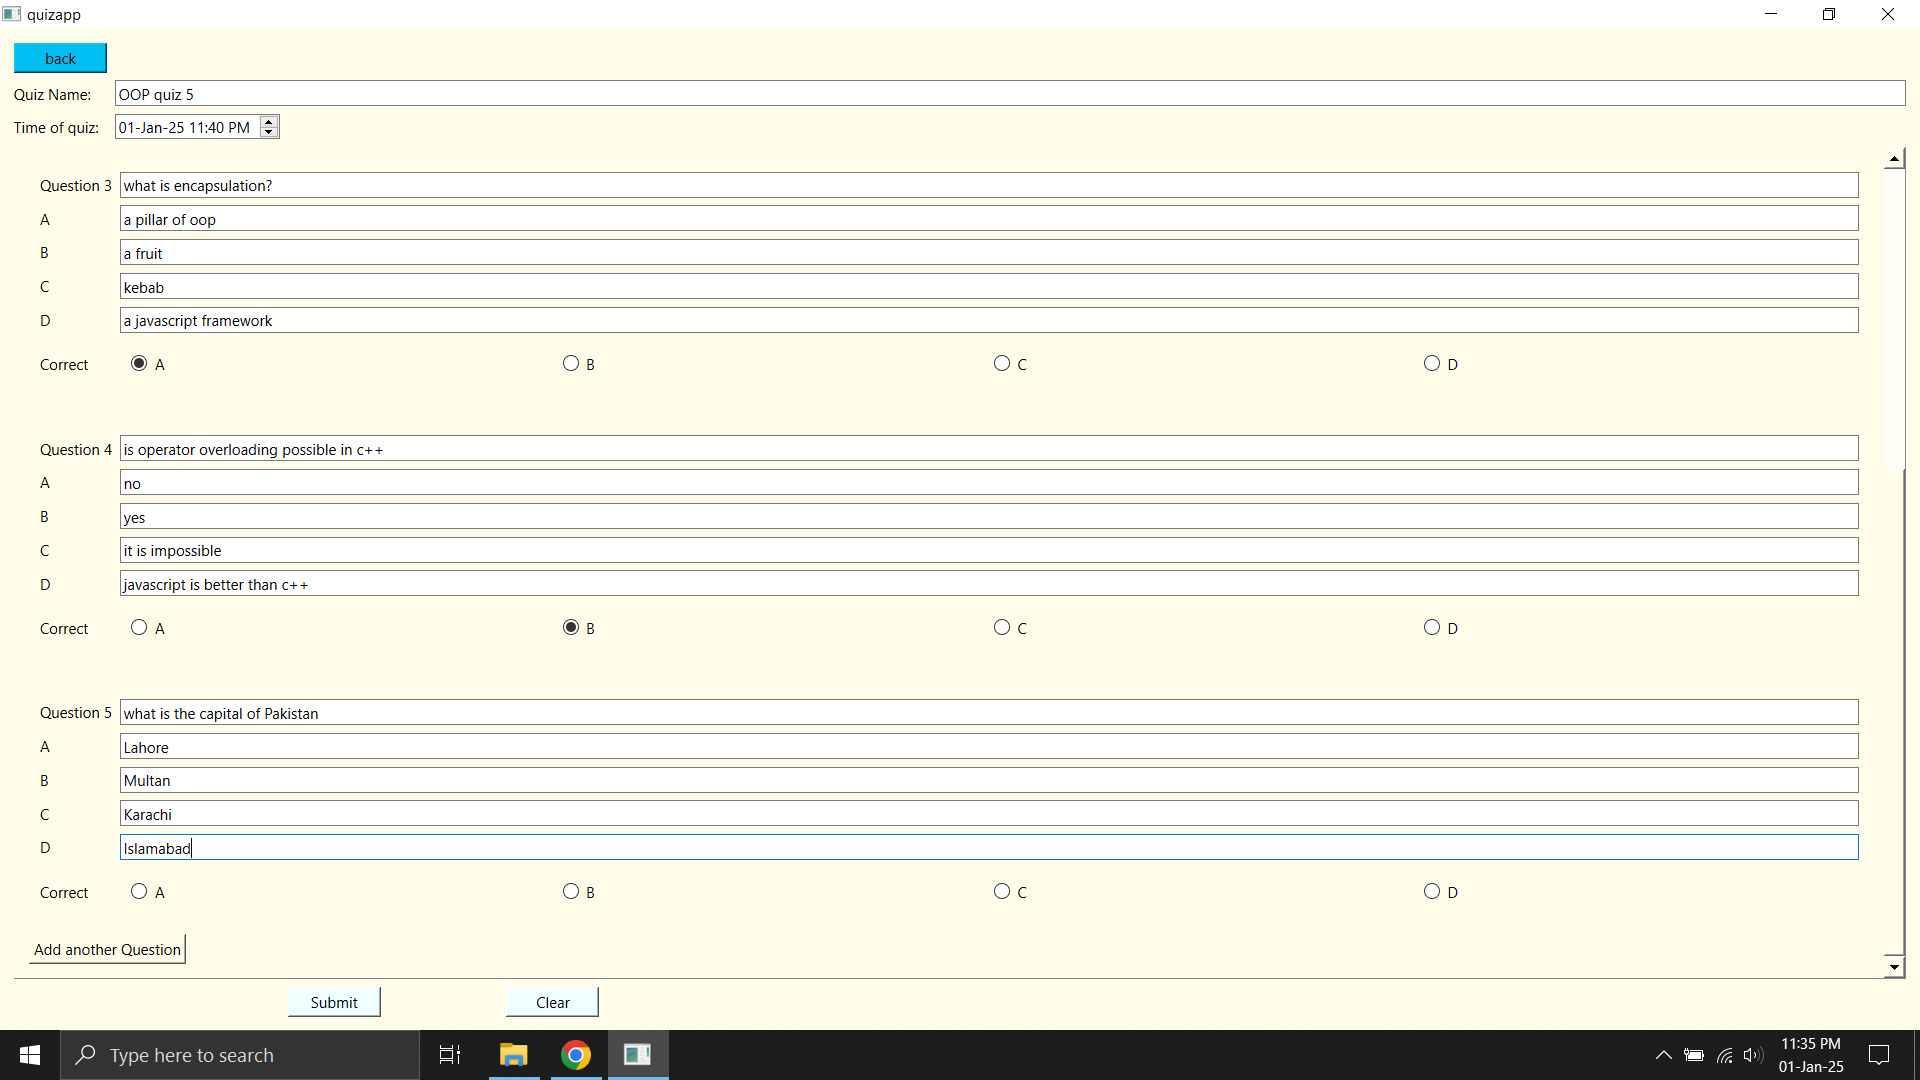 quizapp
back
Quiz Name: OOP quiz 5
Time of quiz: 01-Jan-25 11:40 PM
Question 3 what is encapsulation?
A a pillar of oop
B a fruit
C kebab
D a javascript framework
Correct A B C D
Question 4 is operator overloading possible in c++
A no
B yes
C it is impossible
D javascript is better than c++
Correct A B C D
Question 5 what is the capital of Pakistan
A Lahore
B Multan
C Karachi
D Islamabad
Correct A B C D
Add another Question
Submit Clear
Type here to search
11:35 PM
01-Jan-25